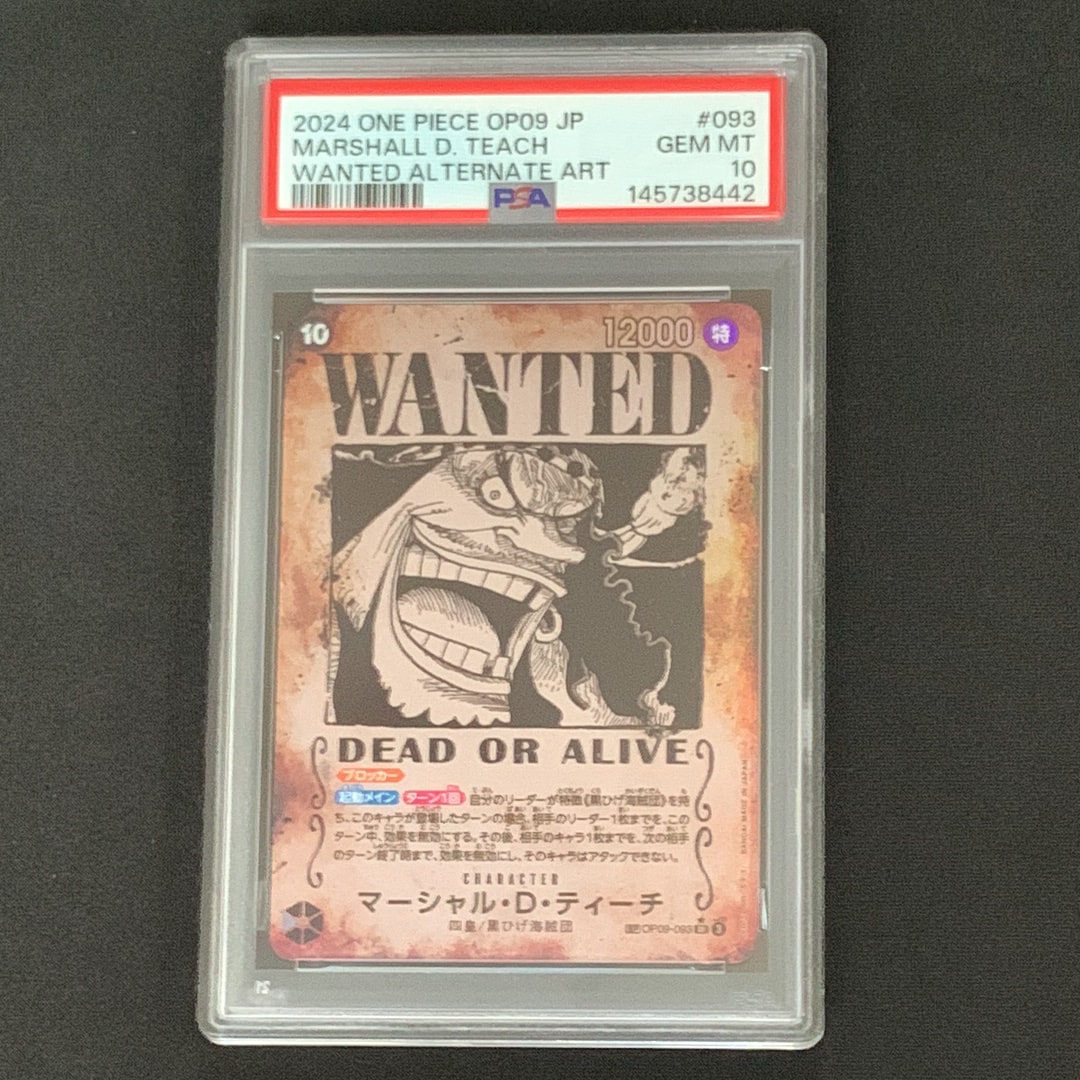 2024 ONE PIECE OP09 JP #093
MARSHALL D. TEACH GEM MT
WANTED ALTERNATE ART 10
PSA 145738442
10 12000 特
WANTED
DEAD OR ALIVE
ブロッカー
起動メイン ターン1回 自分のリーダーが特徴《黒ひげ海賊団》を持
ち、このキャラが登場したターンの場合、相手のリーダー1枚までを、この
ターン中、効果を無効にする。その後、相手のキャラ1枚までを、次の相手
のターン終了時まで、効果を無効にし、そのキャラはアタックできない。
CHARACTER
マーシャル・D・ティーチ
四皇/黒ひげ海賊団
SP OP09-093 SR 3
BANDAI MADE IN JAPAN